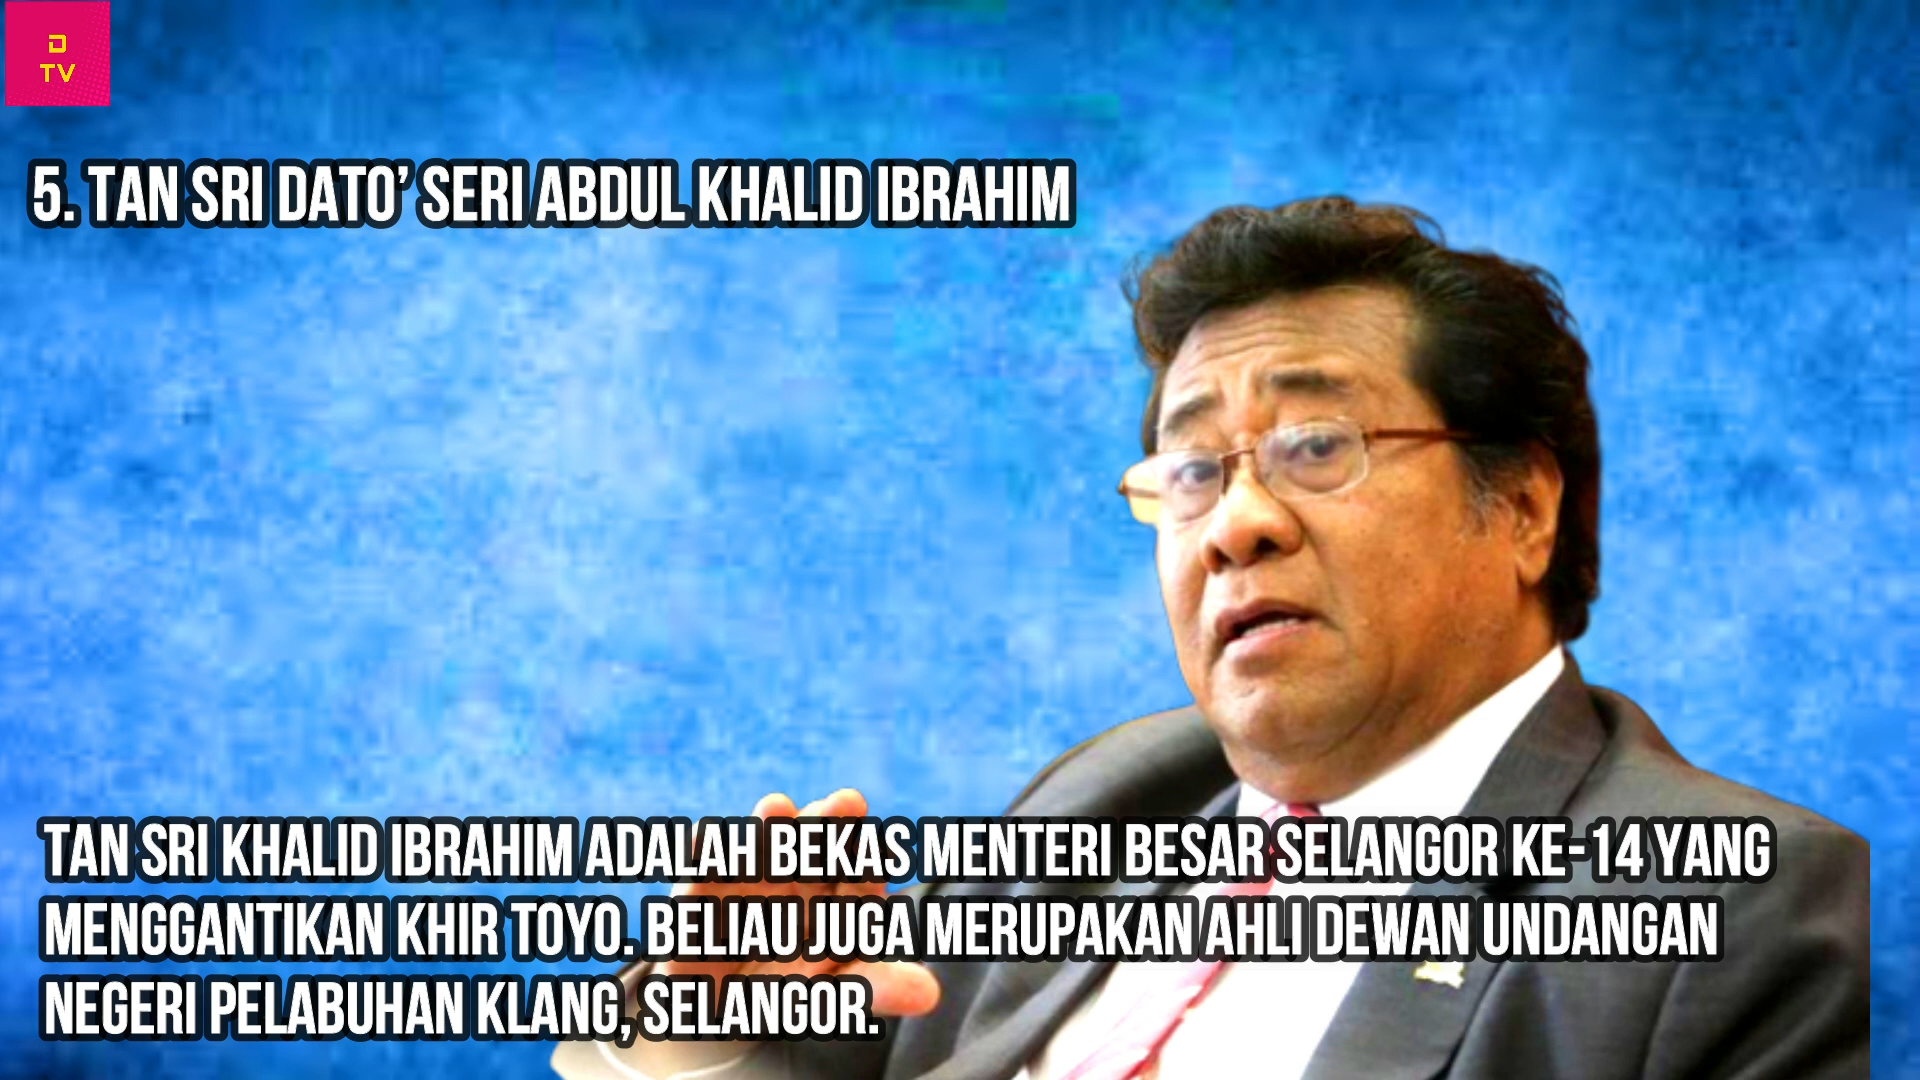 D
TV
5. TAN SRI DATO’ SERI ABDUL KHALID IBRAHIM
TAN SRI KHALID IBRAHIM ADALAH BEKAS MENTERI BESAR SELANGOR KE-14 YANG
MENGGANTIKAN KHIR TOYO. BELIAU JUGA MERUPAKAN AHLI DEWAN UNDANGAN
NEGERI PELABUHAN KLANG, SELANGOR.